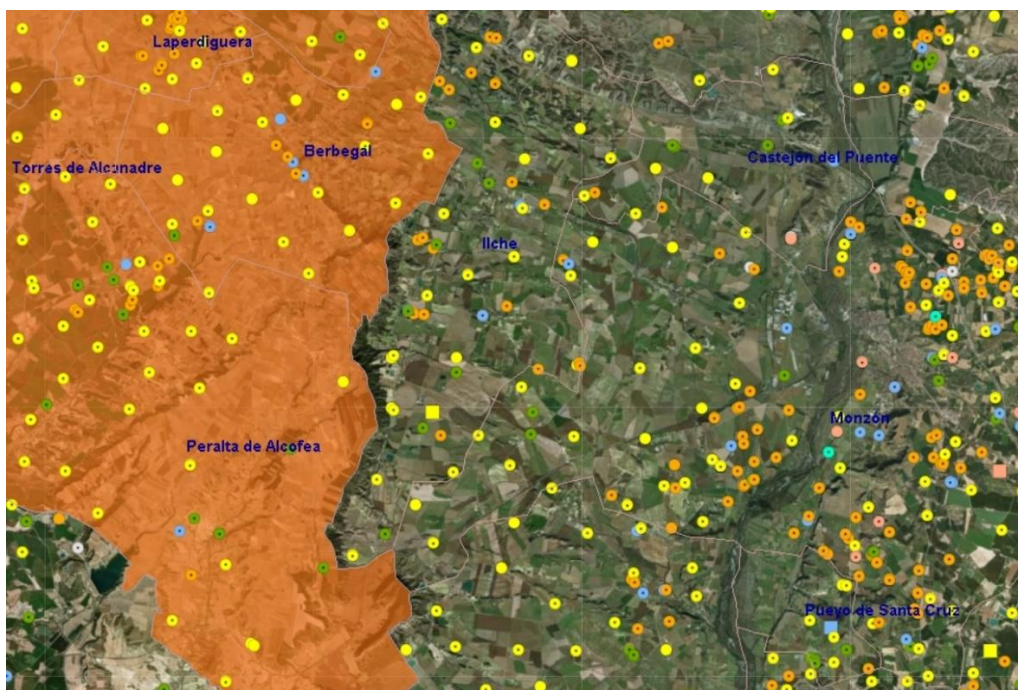 Laperdiguera
Berbegal
Torres de Alcanadre
Castejón del Puente
Ilche
Monzón
Peralta de Alcofea
Pueyo de Santa Cruz